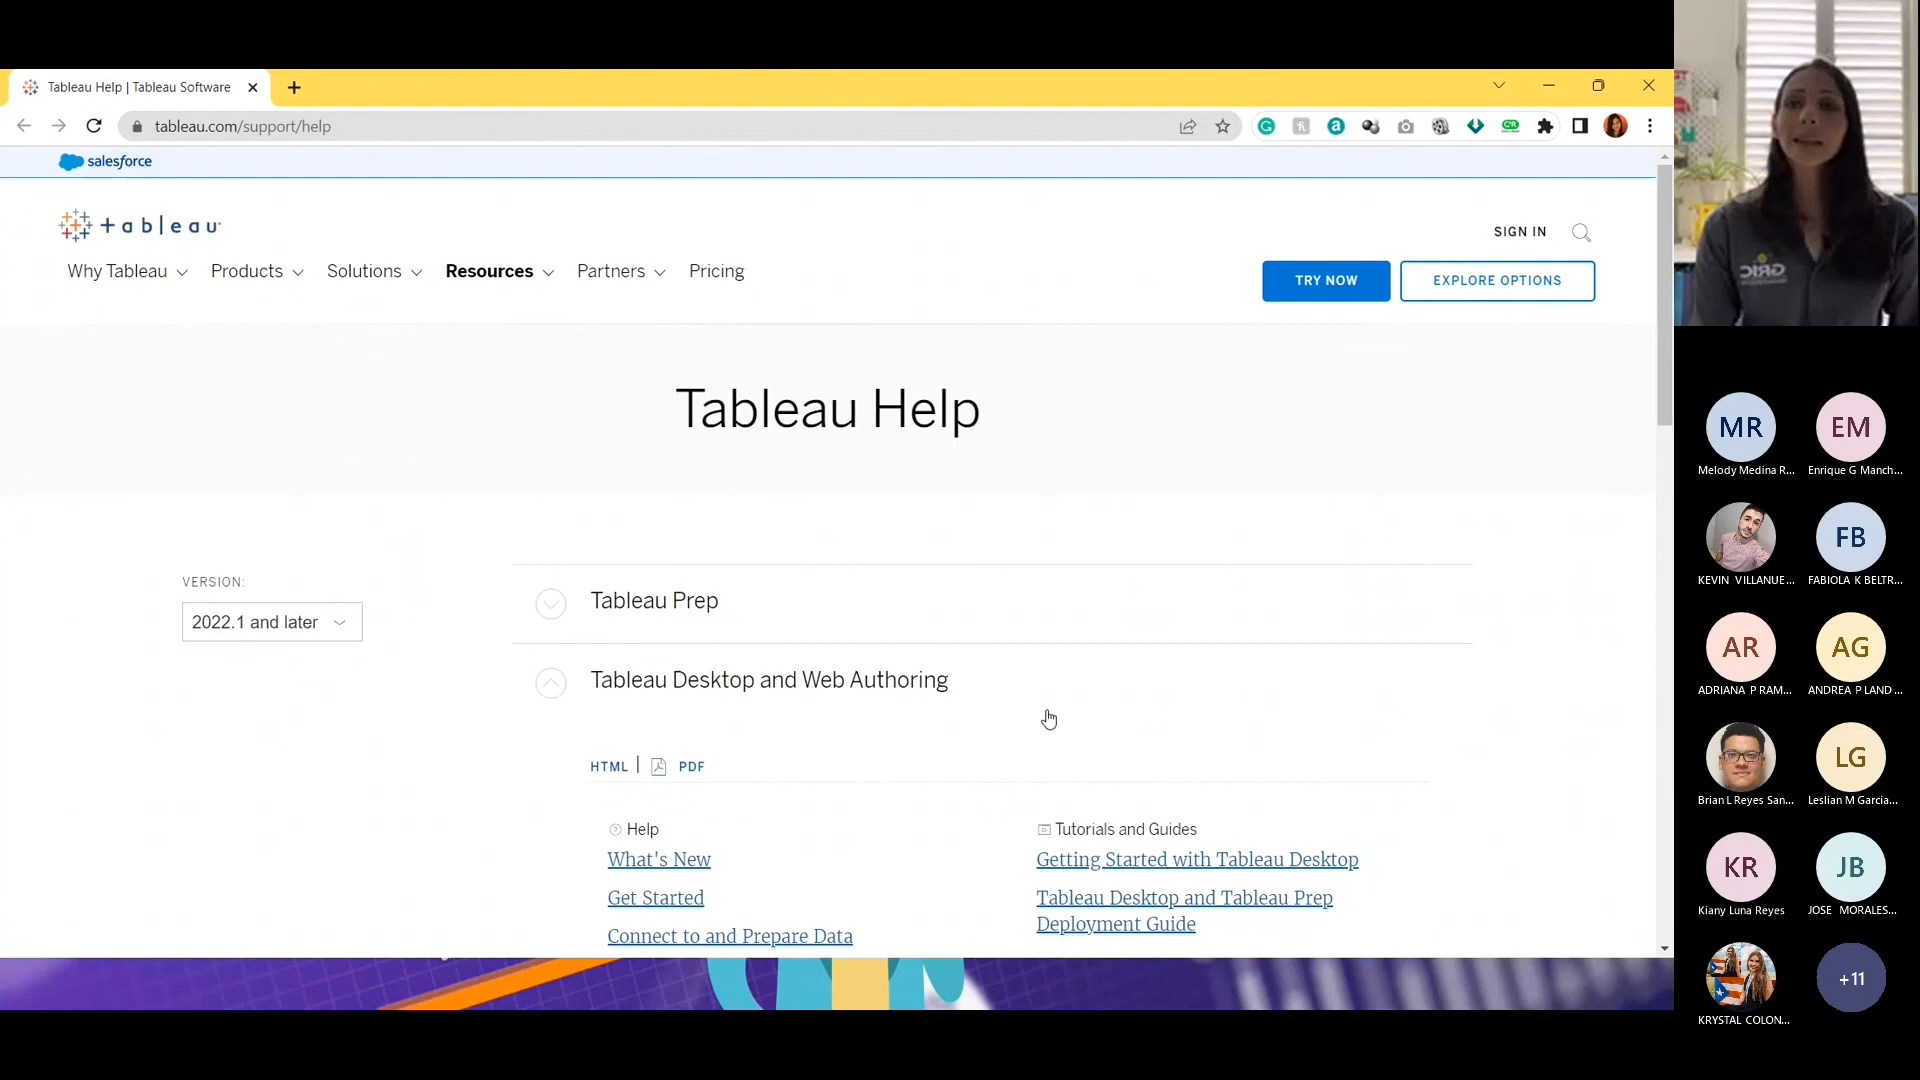 Tableau Help | Tableau Software
tableau.com/support/help
salesforce
+ a b | e a u
SIGN IN
Why Tableau
Products
Solutions
Resources
Partners
Pricing
TRY NOW
EXPLORE OPTIONS
Tableau Help
VERSION:
2022.1 and later
Tableau Prep
Tableau Desktop and Web Authoring
HTML | PDF
Help
What's New
Get Started
Connect to and Prepare Data
Tutorials and Guides
Getting Started with Tableau Desktop
Tableau Desktop and Tableau Prep
Deployment Guide
GRIC
MR
Melody Medina R...
EM
Enrique G Manch...
KEVIN VILLANUE...
FB
FABIOLA K BELTR...
AR
ADRIANA P RAM...
AG
ANDREA P LAND...
Brian L Reyes San...
LG
Leslian M Garcia...
KR
Kiany Luna Reyes
JB
JOSE MORALES...
KRYSTAL COLON...
+11